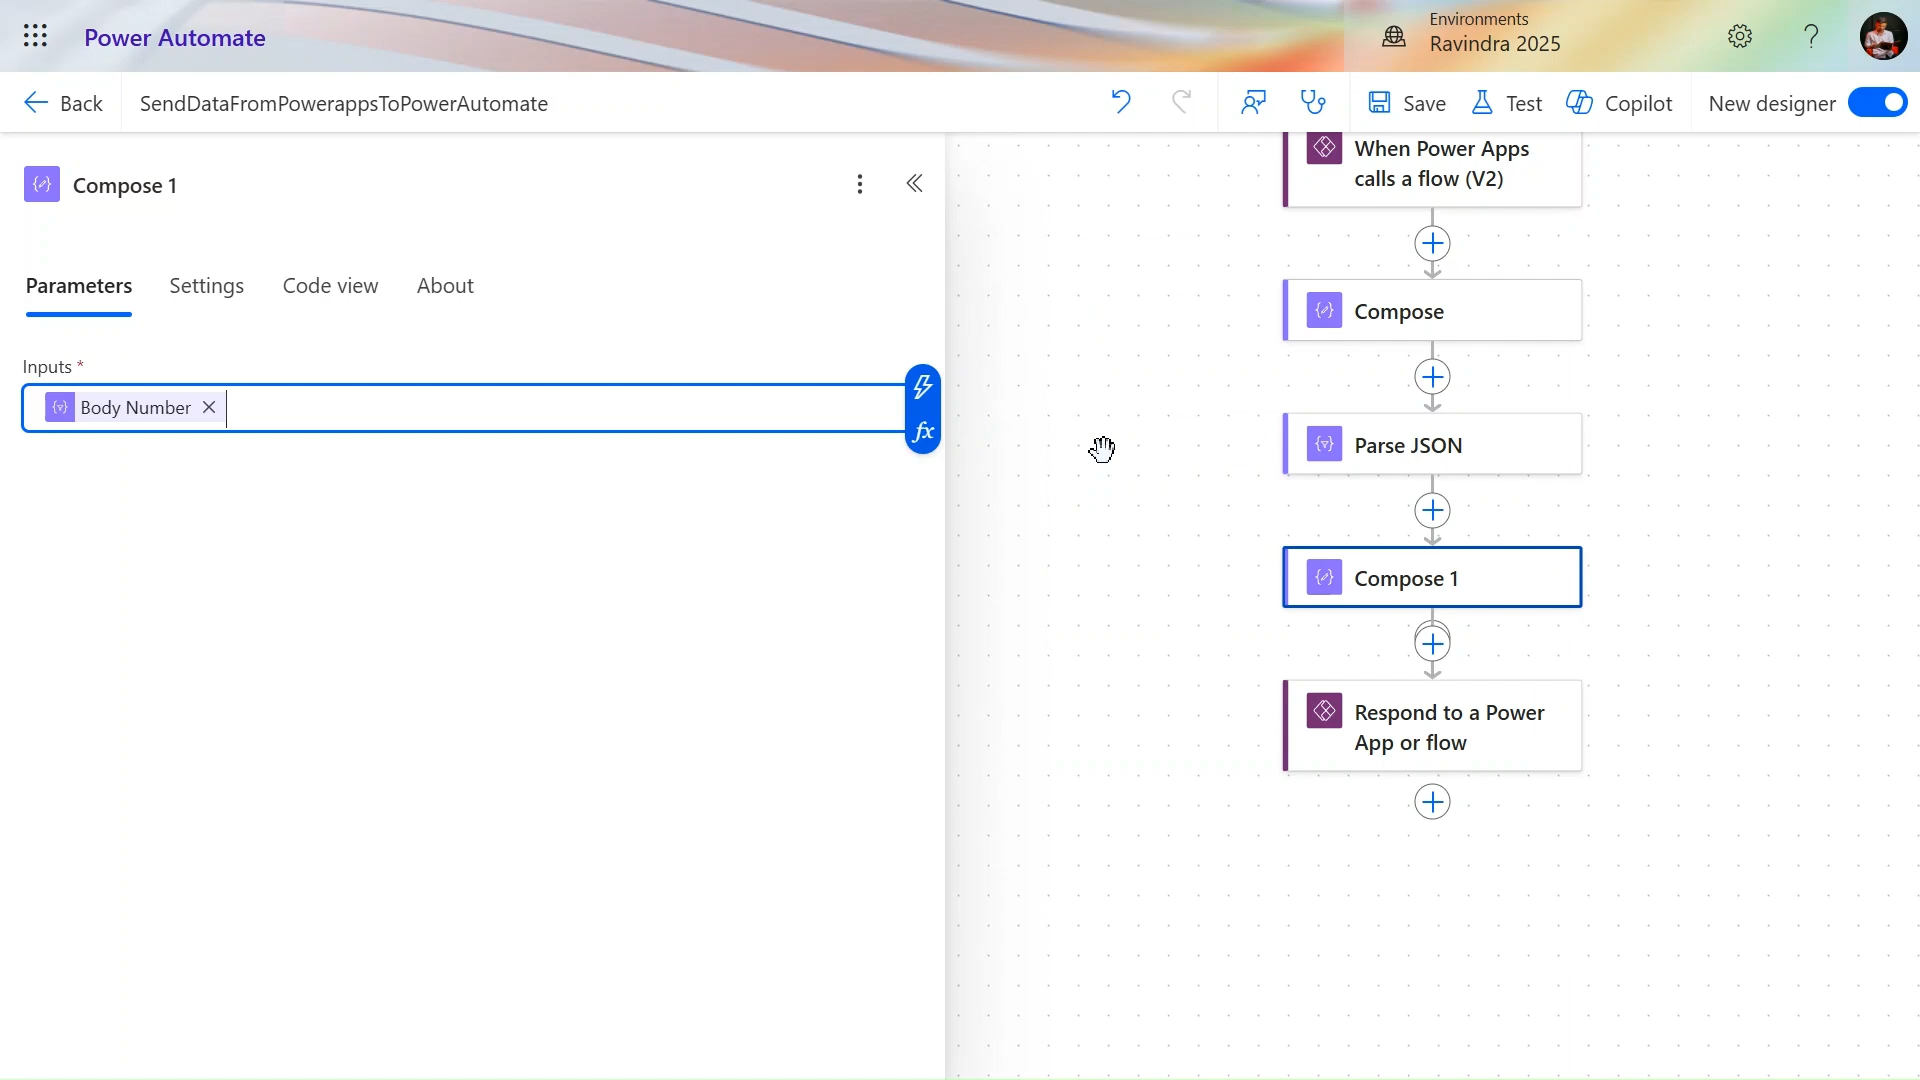 Power Automate
Environments
Ravindra 2025
?
Back
SendDataFromPowerappsToPowerAutomate
Save
Test
Copilot
New designer
Compose 1
Parameters
Settings
Code view
About
Inputs *
Body Number
fx
When Power Apps
calls a flow (V2)
Compose
Parse JSON
Compose 1
Respond to a Power
App or flow